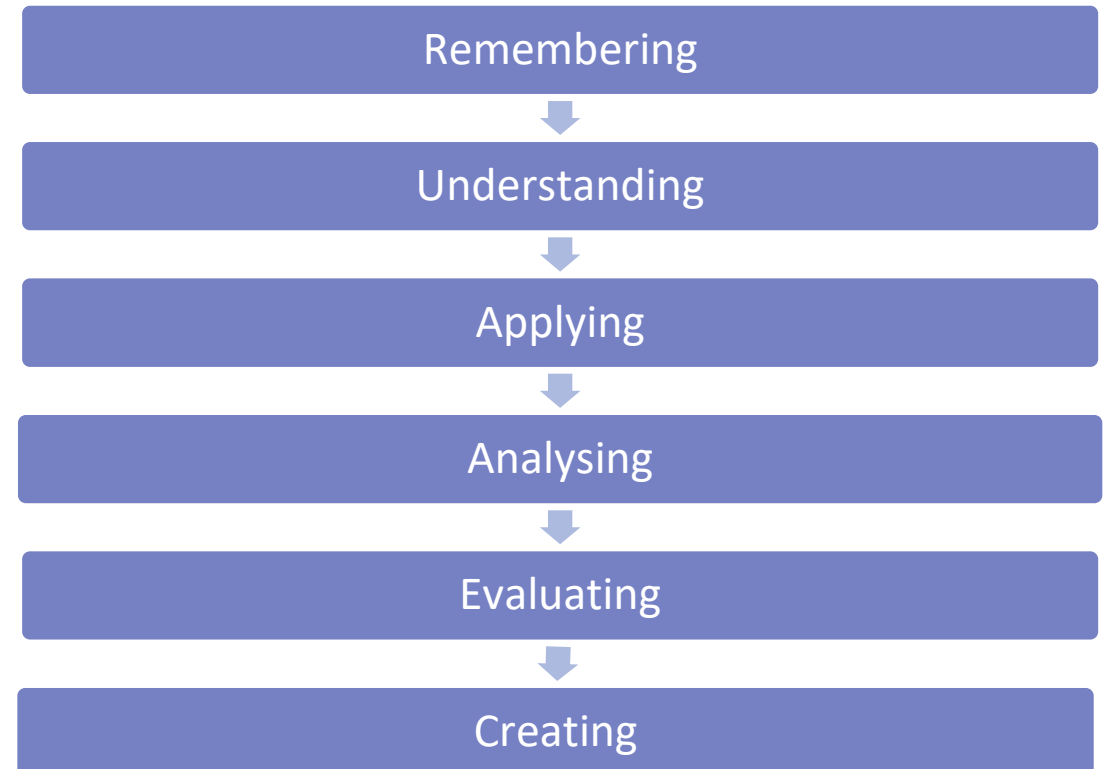 Remembering
Understanding
Applying
Analysing
Evaluating
Creating